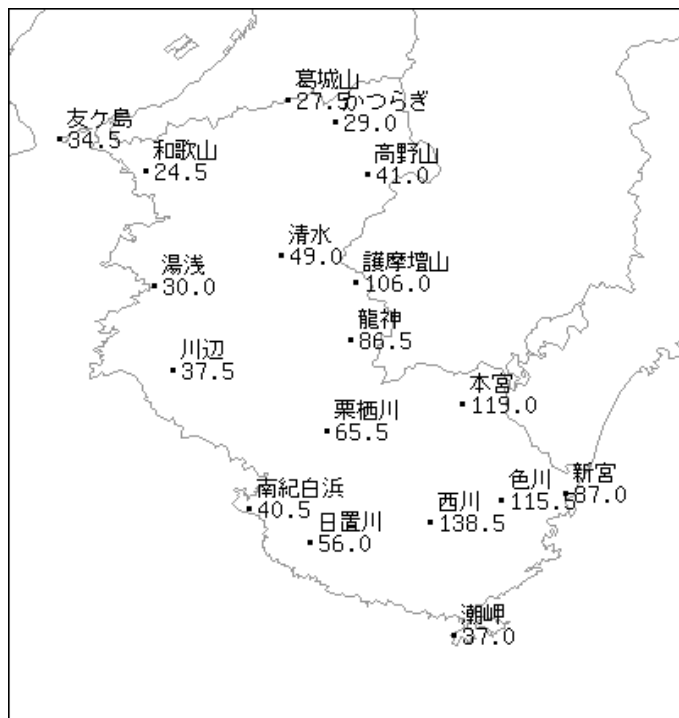 葛城山
27.5
かつらぎ
29.0
友ケ島
34.5
和歌山
24.5
高野山
41.0
清水
49.0
湯浅
30.0
護摩壇山
106.0
龍神
86.5
川辺
37.5
本宮
119.0
栗栖川
65.5
南紀白浜
40.5
日置川
56.0
西川
138.5
色川
115.5
新宮
87.0
潮岬
37.0